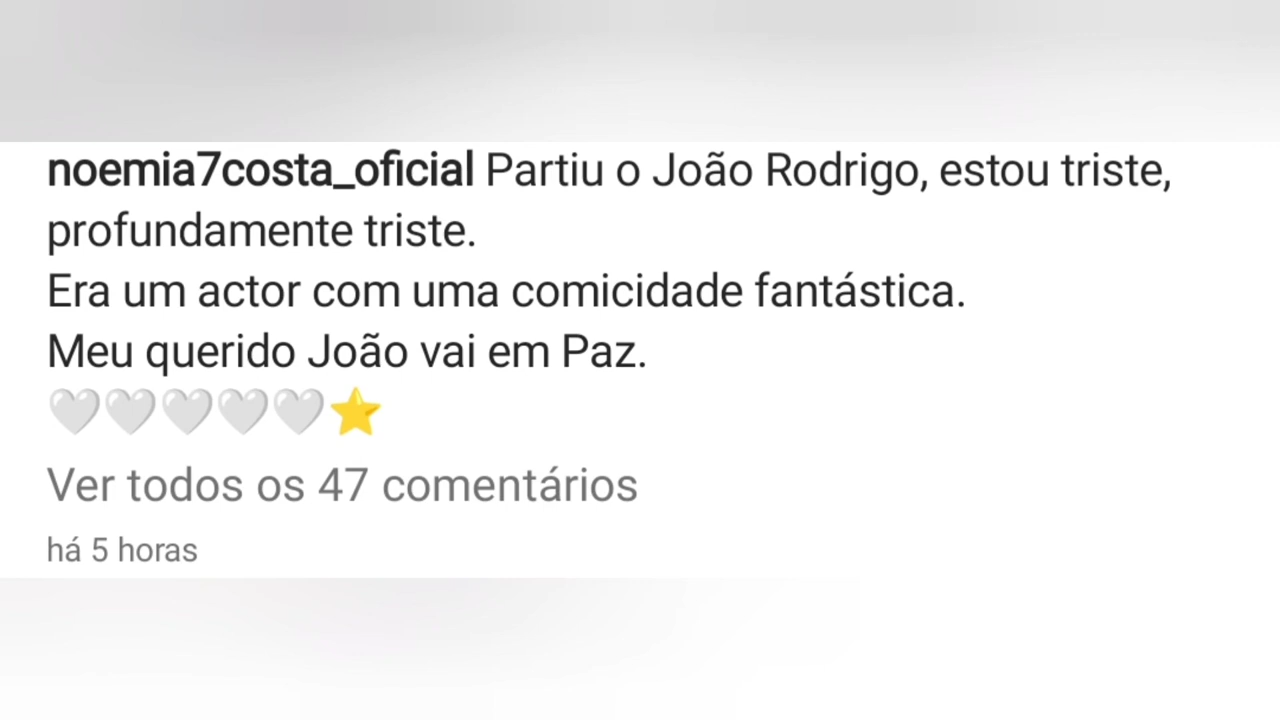 noemia7costa_oficial Partiu o João Rodrigo, estou triste,
profundamente triste.
Era um actor com uma comicidade fantástica.
Meu querido João vai em Paz.
🤍🤍🤍🤍🤍⭐
Ver todos os 47 comentários
há 5 horas